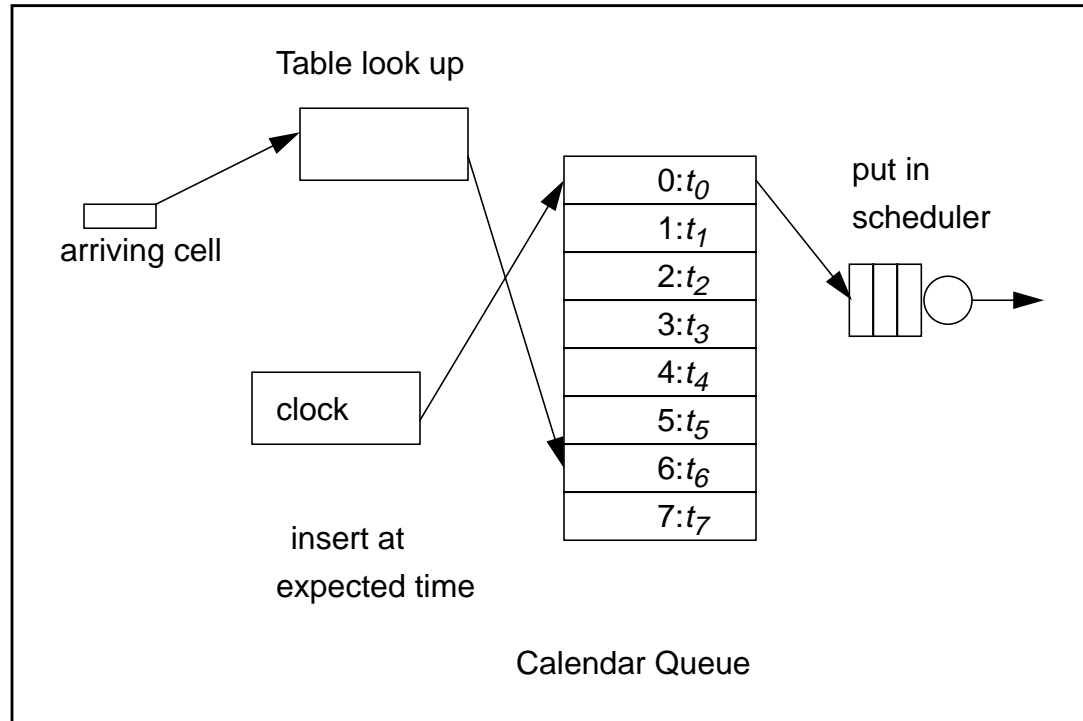 Table look up
arriving cell
clock
insert at
expected time
0:t0
1:t1
2:t2
3:t3
4:t4
5:t5
6:t6
7:t7
put in
scheduler
Calendar Queue